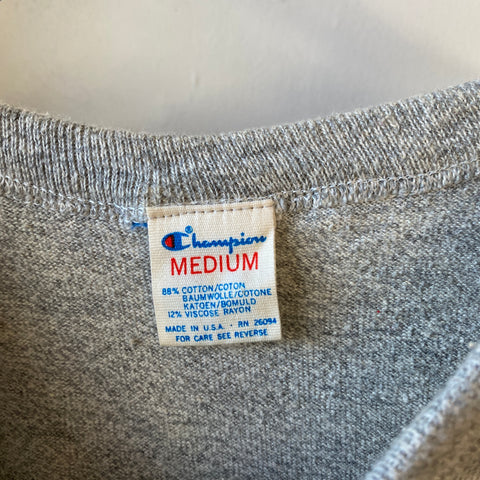 Champion®
MEDIUM
88% COTTON/COTON
BAUMWOLLE/COTONE
KATOEN/BOMULD
12% VISCOSE RAYON
MADE IN U.S.A. - RN 26094
FOR CARE SEE REVERSE